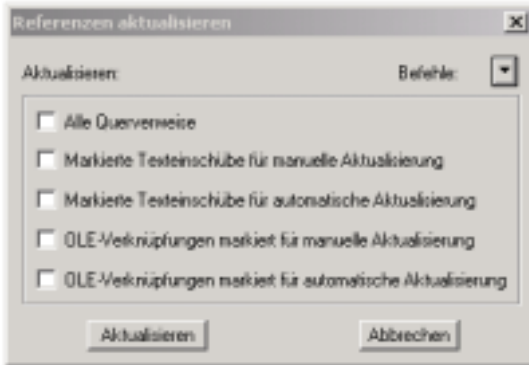 Referenzen aktualisieren
Aktualisieren: Befehle:
Alle Querverweise
Markierte Texteinschübe für manuelle Aktualisierung
Markierte Texteinschübe für automatische Aktualisierung
OLE-Verknüpfungen markiert für manuelle Aktualisierung
OLE-Verknüpfungen markiert für automatische Aktualisierung
Aktualisieren Abbrechen